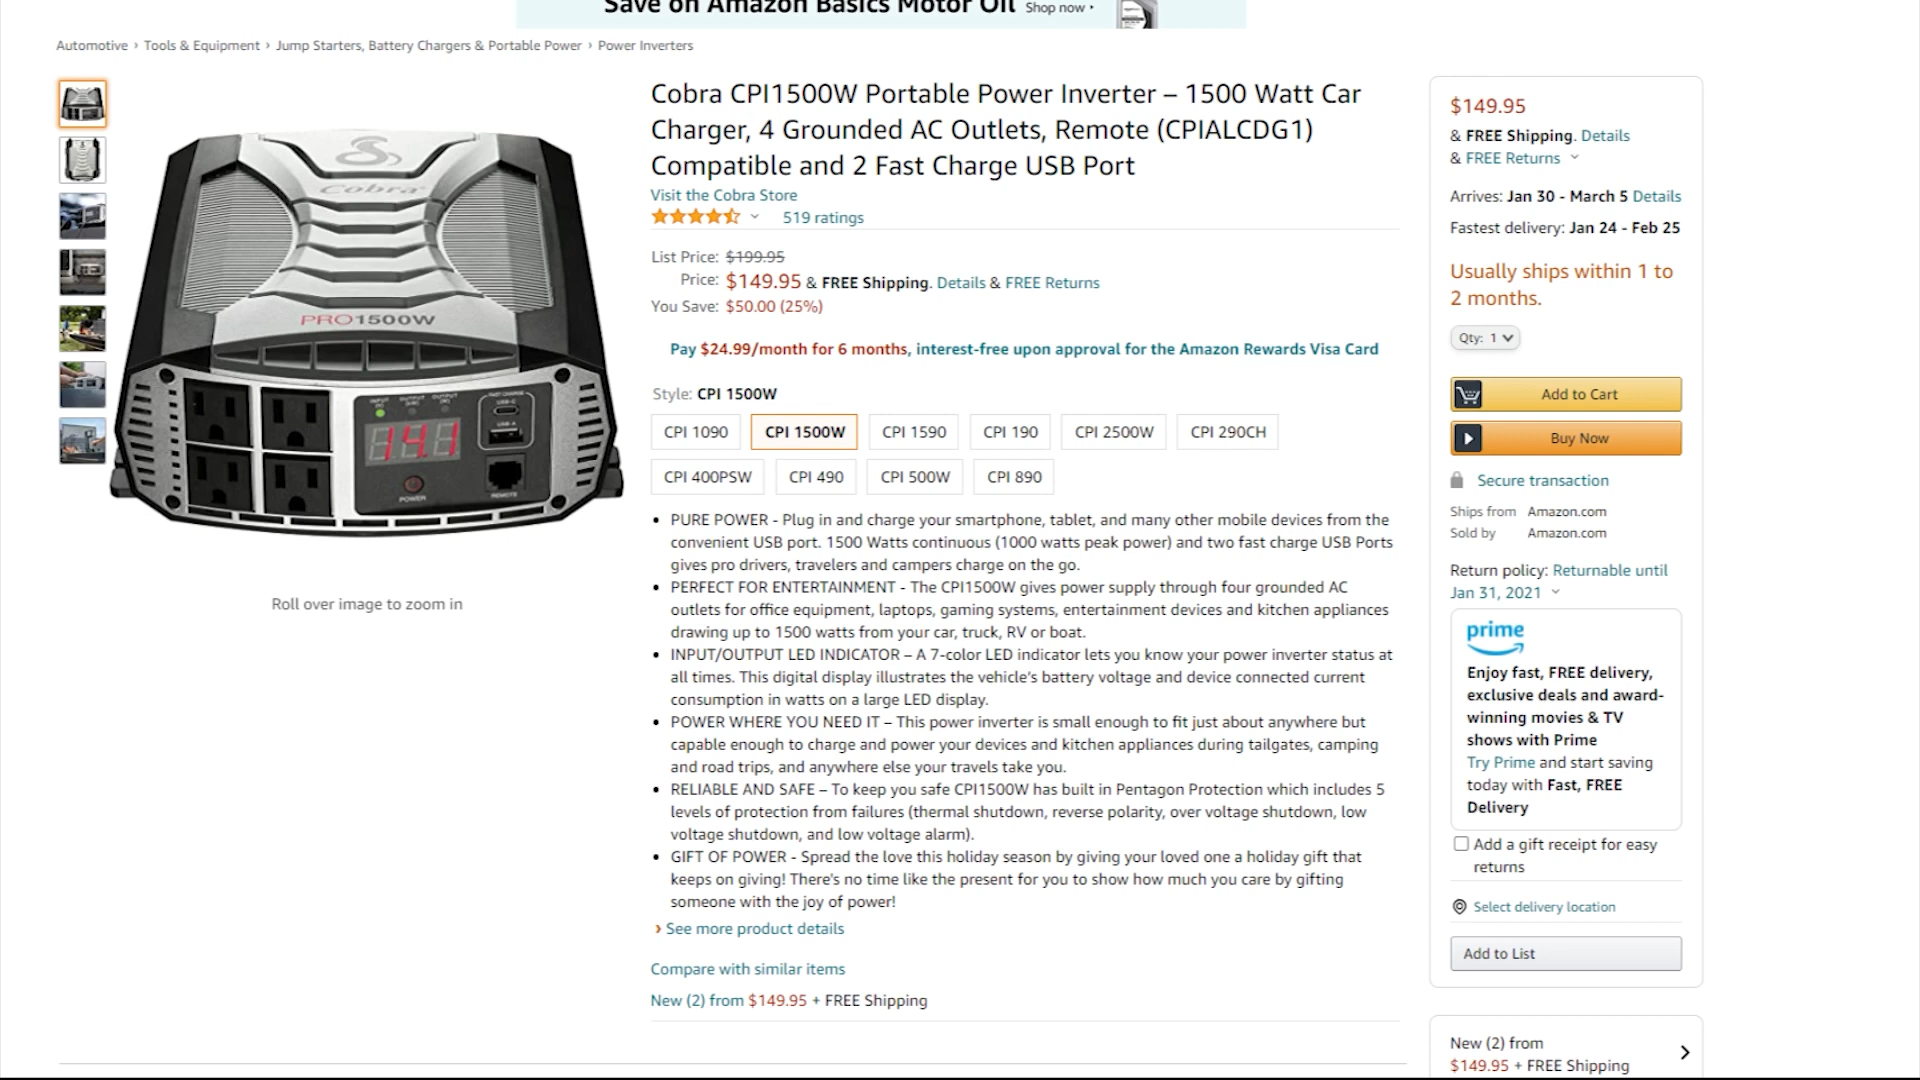 Save on Amazon Basics Motor Oil Shop now ›
Automotive › Tools & Equipment › Jump Starters, Battery Chargers & Portable Power › Power Inverters
Cobra
PRO1500W
INPUT
OUTPUT
OUTPUT
FAST CHARGE
USB-C
USB-A
14.1
POWER
REMOTE
Roll over image to zoom in
Cobra CPI1500W Portable Power Inverter – 1500 Watt Car
Charger, 4 Grounded AC Outlets, Remote (CPIALCDG1)
Compatible and 2 Fast Charge USB Port
Visit the Cobra Store
519 ratings
List Price: $199.95
Price: $149.95 & FREE Shipping. Details & FREE Returns
You Save: $50.00 (25%)
Pay $24.99/month for 6 months, interest-free upon approval for the Amazon Rewards Visa Card
Style: CPI 1500W
CPI 1090 CPI 1500W CPI 1590 CPI 190 CPI 2500W CPI 290CH
CPI 400PSW CPI 490 CPI 500W CPI 890
• PURE POWER - Plug in and charge your smartphone, tablet, and many other mobile devices from the
convenient USB port. 1500 Watts continuous (1000 watts peak power) and two fast charge USB Ports
gives pro drivers, travelers and campers charge on the go.
• PERFECT FOR ENTERTAINMENT - The CPI1500W gives power supply through four grounded AC
outlets for office equipment, laptops, gaming systems, entertainment devices and kitchen appliances
drawing up to 1500 watts from your car, truck, RV or boat.
• INPUT/OUTPUT LED INDICATOR – A 7-color LED indicator lets you know your power inverter status at
all times. This digital display illustrates the vehicle's battery voltage and device connected current
consumption in watts on a large LED display.
• POWER WHERE YOU NEED IT – This power inverter is small enough to fit just about anywhere but
capable enough to charge and power your devices and kitchen appliances during tailgates, camping
and road trips, and anywhere else your travels take you.
• RELIABLE AND SAFE – To keep you safe CPI1500W has built in Pentagon Protection which includes 5
levels of protection from failures (thermal shutdown, reverse polarity, over voltage shutdown, low
voltage shutdown, and low voltage alarm).
• GIFT OF POWER - Spread the love this holiday season by giving your loved one a holiday gift that
keeps on giving! There's no time like the present for you to show how much you care by gifting
someone with the joy of power!
› See more product details
Compare with similar items
New (2) from $149.95 + FREE Shipping
$149.95
& FREE Shipping. Details
& FREE Returns
Arrives: Jan 30 - March 5 Details
Fastest delivery: Jan 24 - Feb 25
Usually ships within 1 to
2 months.
Qty: 1
Add to Cart
Buy Now
Secure transaction
Ships from Amazon.com
Sold by Amazon.com
Return policy: Returnable until
Jan 31, 2021
prime
Enjoy fast, FREE delivery,
exclusive deals and award-
winning movies & TV
shows with Prime
Try Prime and start saving
today with Fast, FREE
Delivery
Add a gift receipt for easy
returns
Select delivery location
Add to List
New (2) from
$149.95 + FREE Shipping